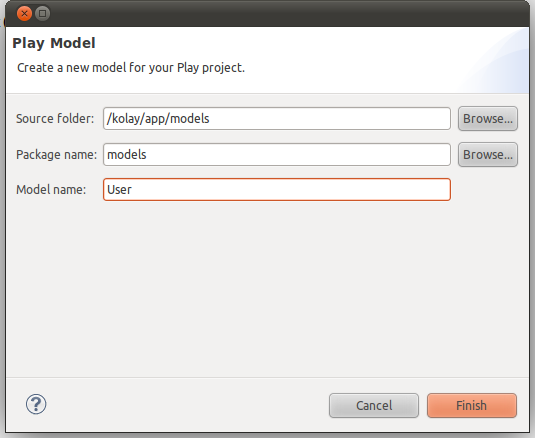 Play Model
Create a new model for your Play project.
Source folder: /kolay/app/models Browse...
Package name: models Browse...
Model name: User
? Cancel Finish